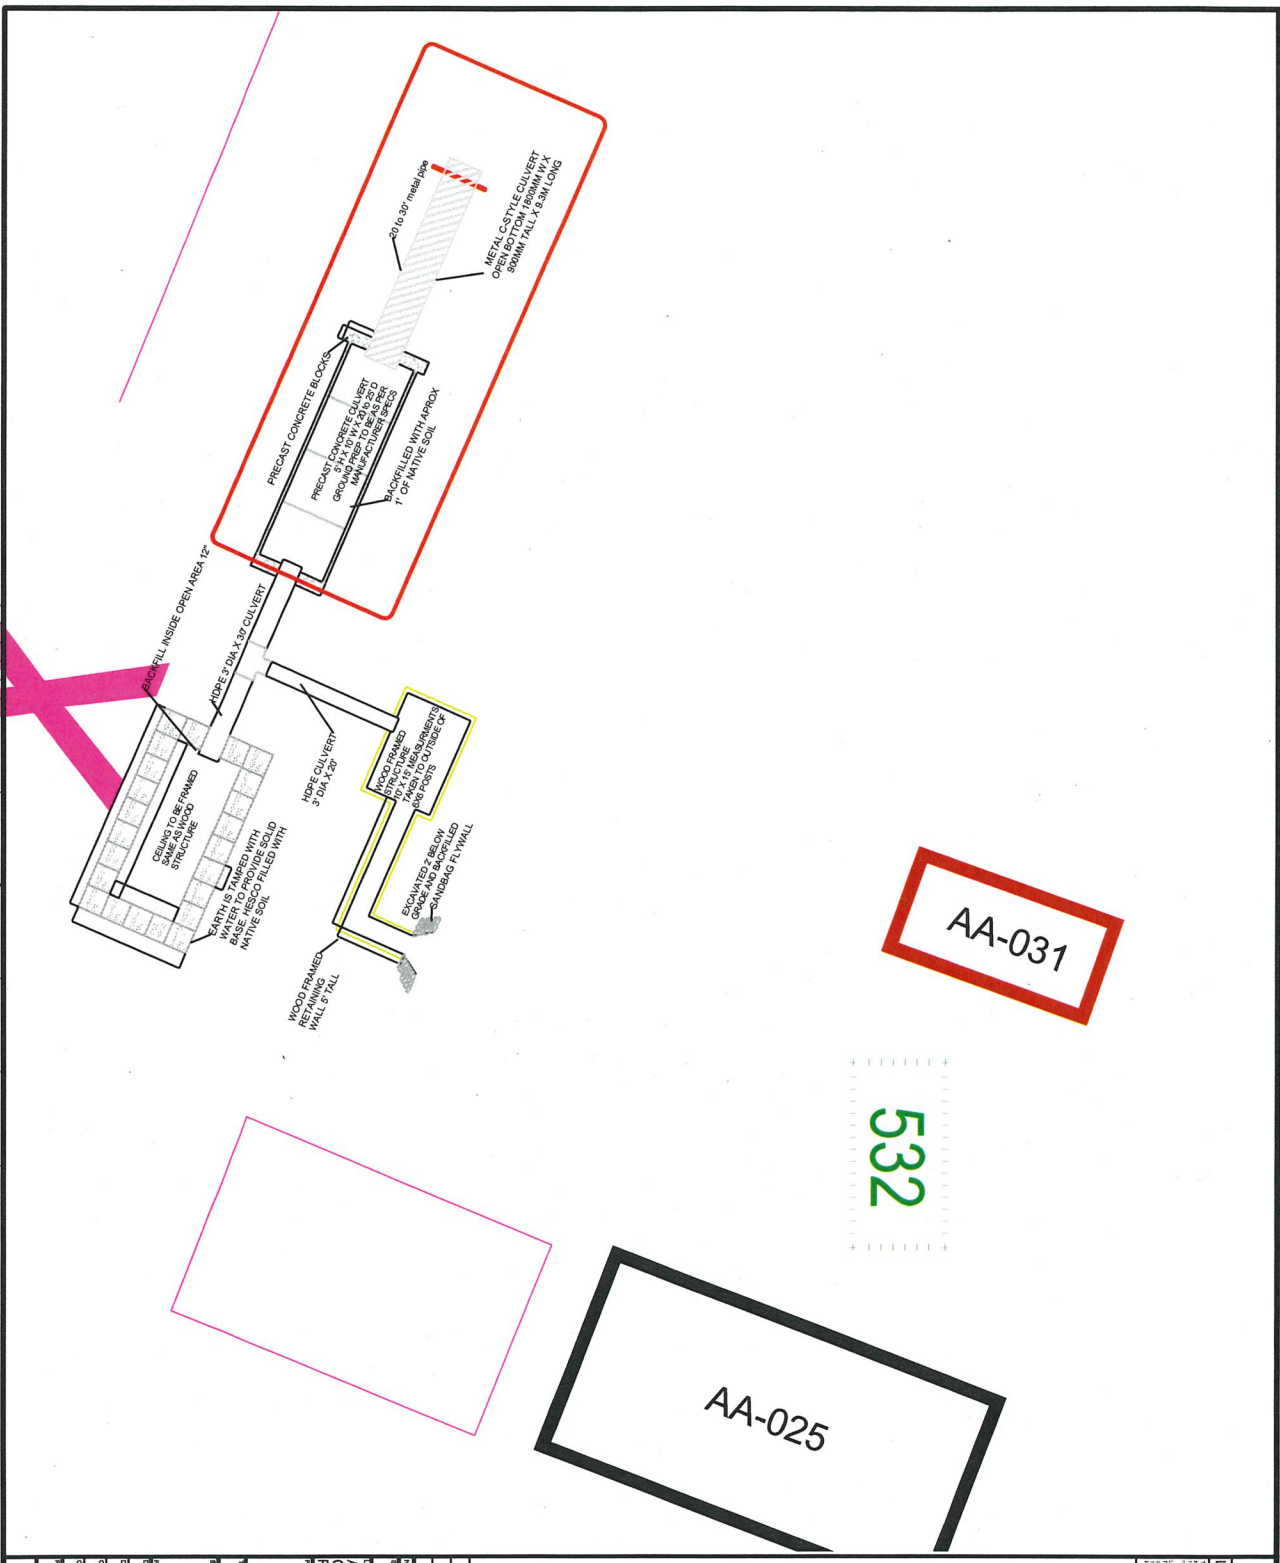 METAL C-STYLE CULVERT
OPEN BOTTOM 1800MM W X
900MM TALL X 9.3M LONG
20 to 30' metal pipe
PRECAST CONCRETE BLOCKS
PRECAST CONCRETE CULVERT
5' H X 10' W X 20 to 25' D
GROUND PREP TO BE AS PER
MANUFACTURER SPECS
BACKFILLED WITH APROX
1' OF NATIVE SOIL
BACKFILL INSIDE OPEN AREA 12"
HDPE 3' DIA X 30' CULVERT
HDPE CULVERT
3' DIA X 20'
WOOD FRAMED
STRUCTURE
10' X 15' MEASURMENTS
TAKEN TO OUTSIDE OF
6X6 POSTS
CEILING TO BE FRAMED
SAME AS WOOD
STRUCTURE
EARTH IS TAMPED WITH
WATER TO PROVIDE SOLID
BASE. HESCO FILLED WITH
NATIVE SOIL
EXCAVATED 2' BELOW
GRADE AND BACKFILLED
SANDBAG FLYWALL
WOOD FRAMED
RETAINING
WALL 5' TALL
AA-031
532
AA-025